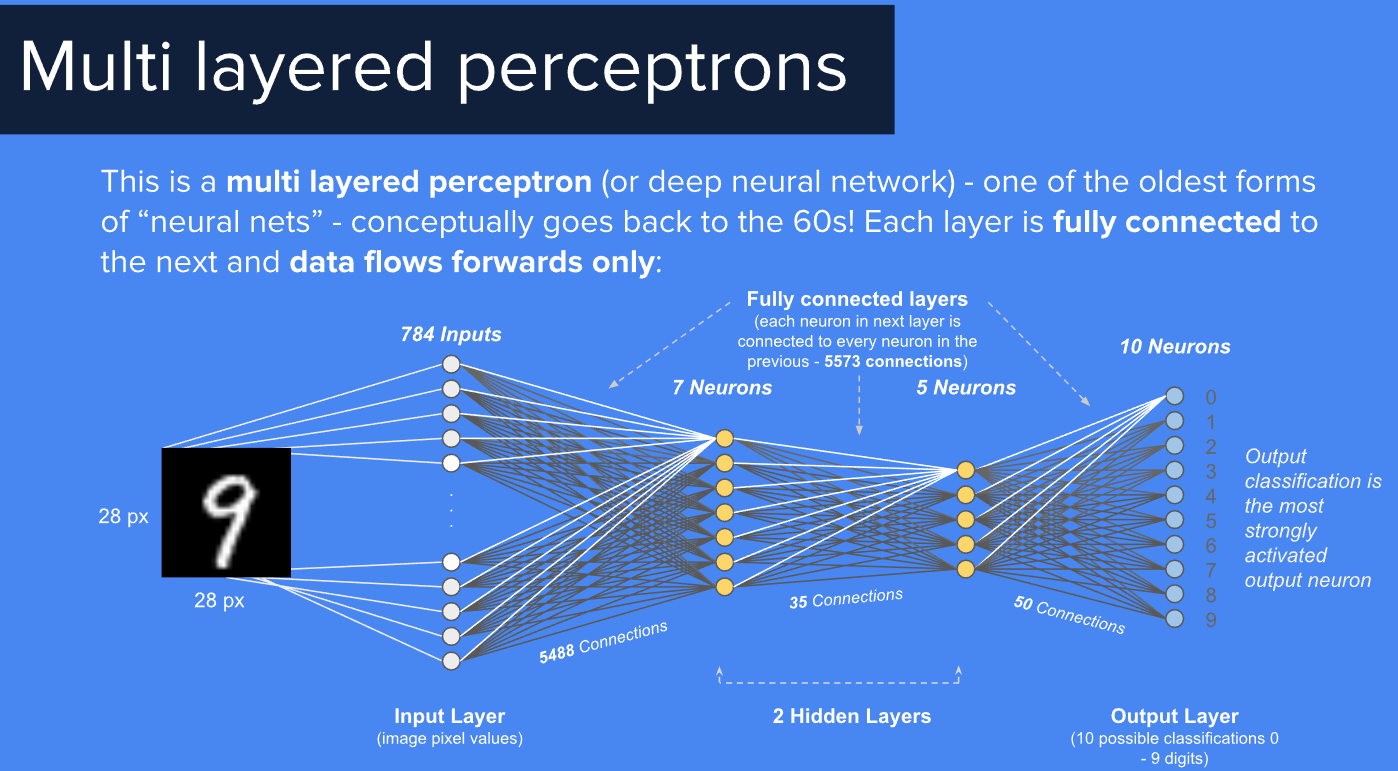 Multi layered perceptrons
This is a multi layered perceptron (or deep neural network) - one of the oldest forms
of “neural nets” - conceptually goes back to the 60s! Each layer is fully connected to
the next and data flows forwards only:
Fully connected layers
(each neuron in next layer is
connected to every neuron in the
previous - 5573 connections)
784 Inputs
7 Neurons
5 Neurons
10 Neurons
0
1
2
3
4
5
6
7
8
9
Output
classification is
the most
strongly
activated
output neuron
9
28 px
28 px
5488 Connections
35 Connections
50 Connections
Input Layer
(image pixel values)
2 Hidden Layers
Output Layer
(10 possible classifications 0
- 9 digits)